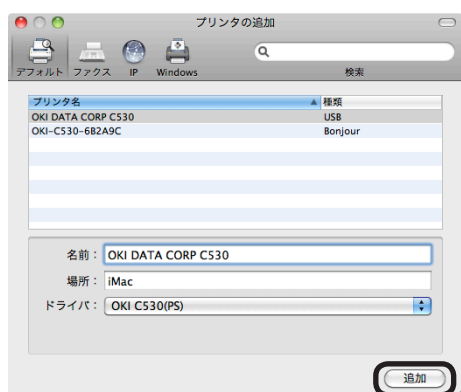 プリンタの追加
デフォルト ファクス IP Windows 検索
プリンタ名 種類
OKI DATA CORP C530 USB
OKI-C530-6B2A9C Bonjour
名前： OKI DATA CORP C530
場所： iMac
ドライバ： OKI C530(PS)
追加